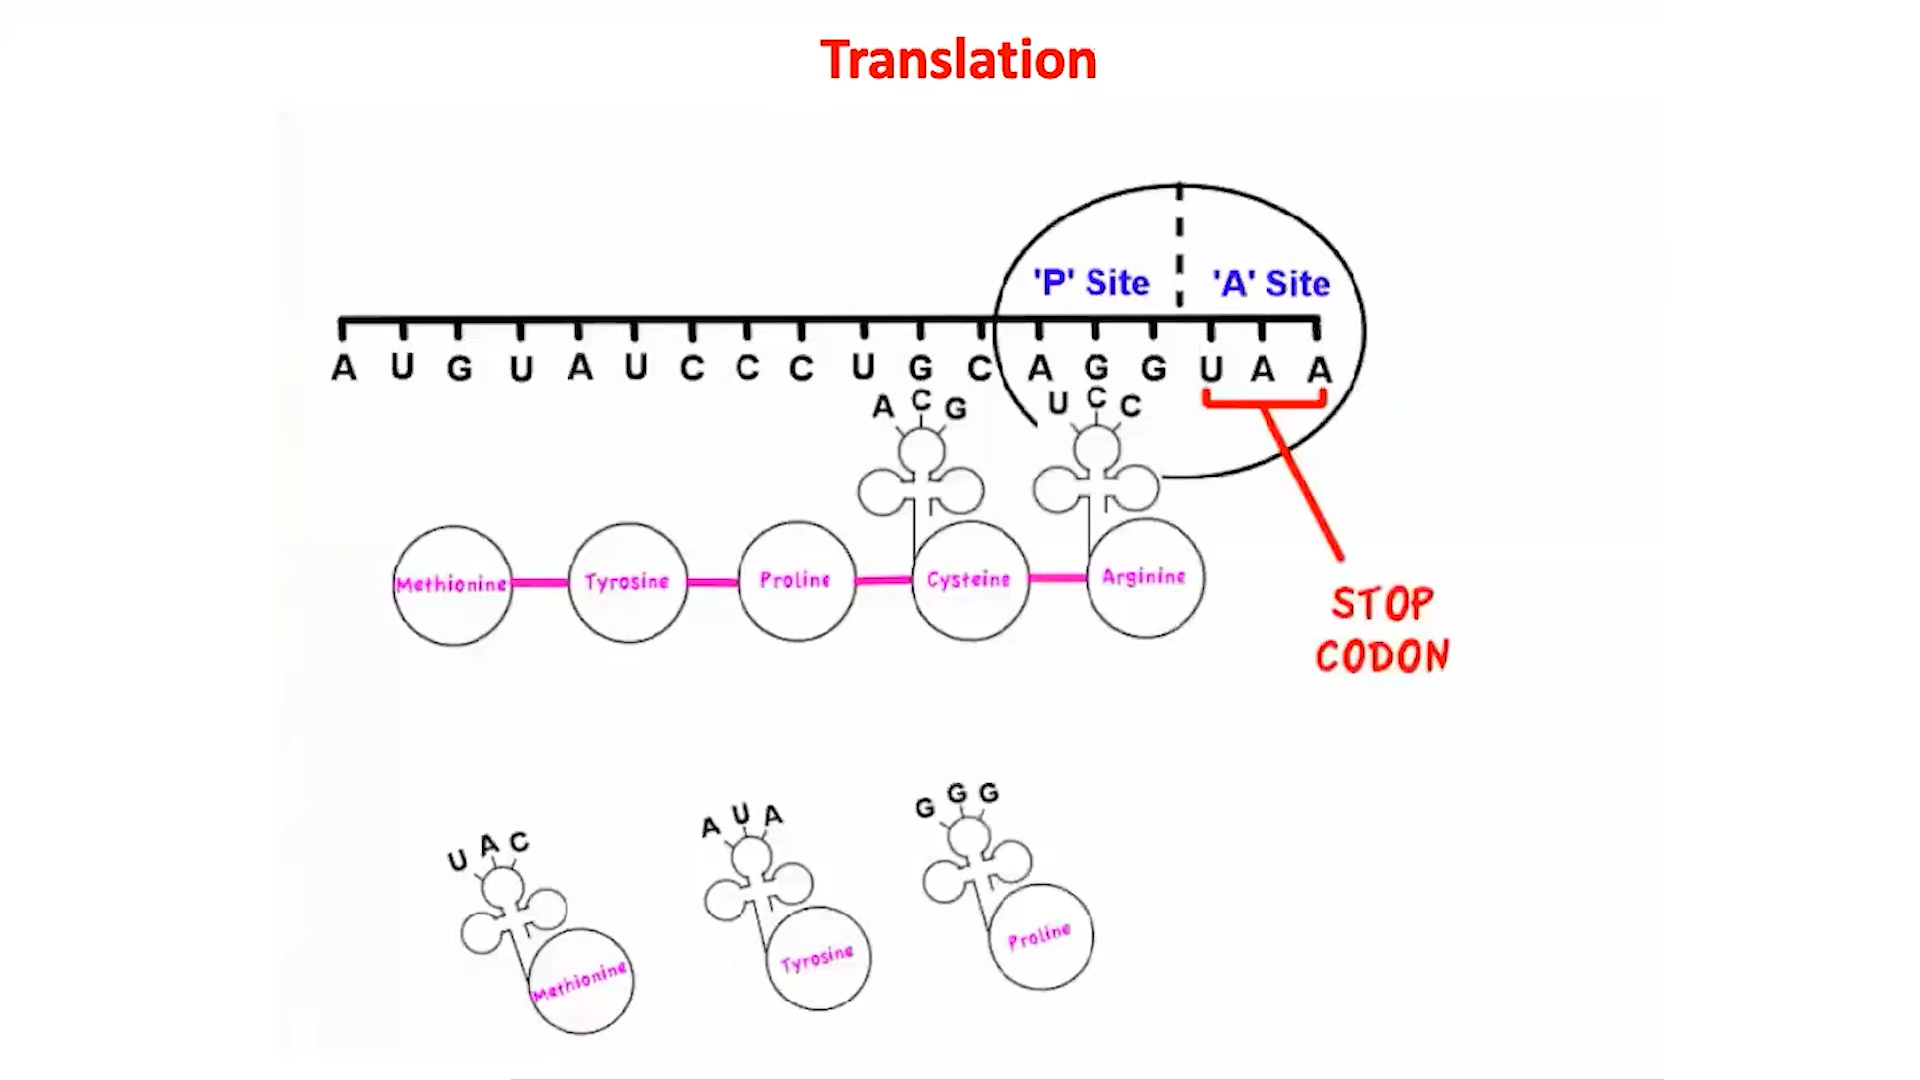 Translation
'P' Site 'A' Site
A U G U A U C C C U G C A G G U A A
A C G U C C
Methionine Tyrosine Proline Cysteine Arginine
STOP
CODON
U A C A U A G G G
Methionine Tyrosine Proline